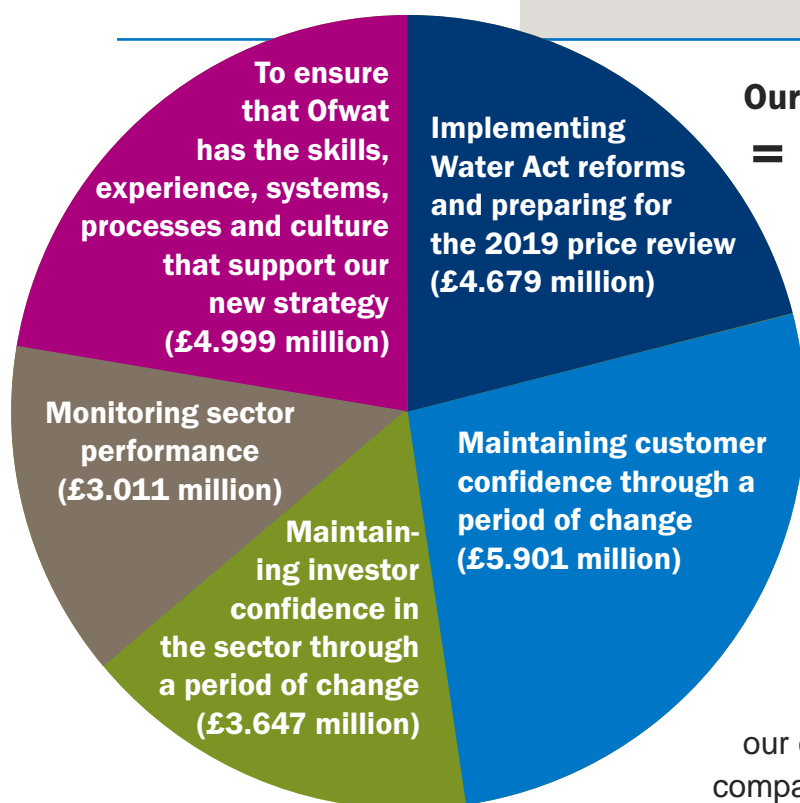 To ensure
that Ofwat
has the skills,
experience, systems,
processes and culture
that support our
new strategy
(£4.999 million)
Implementing
Water Act reforms
and preparing for
the 2019 price review
(£4.679 million)
Our
=
Monitoring sector
performance
(£3.011 million)
Maintaining customer
confidence through a
period of change
(£5.901 million)
Maintain-
ing investor
confidence in
the sector through
a period of change
(£3.647 million)
our